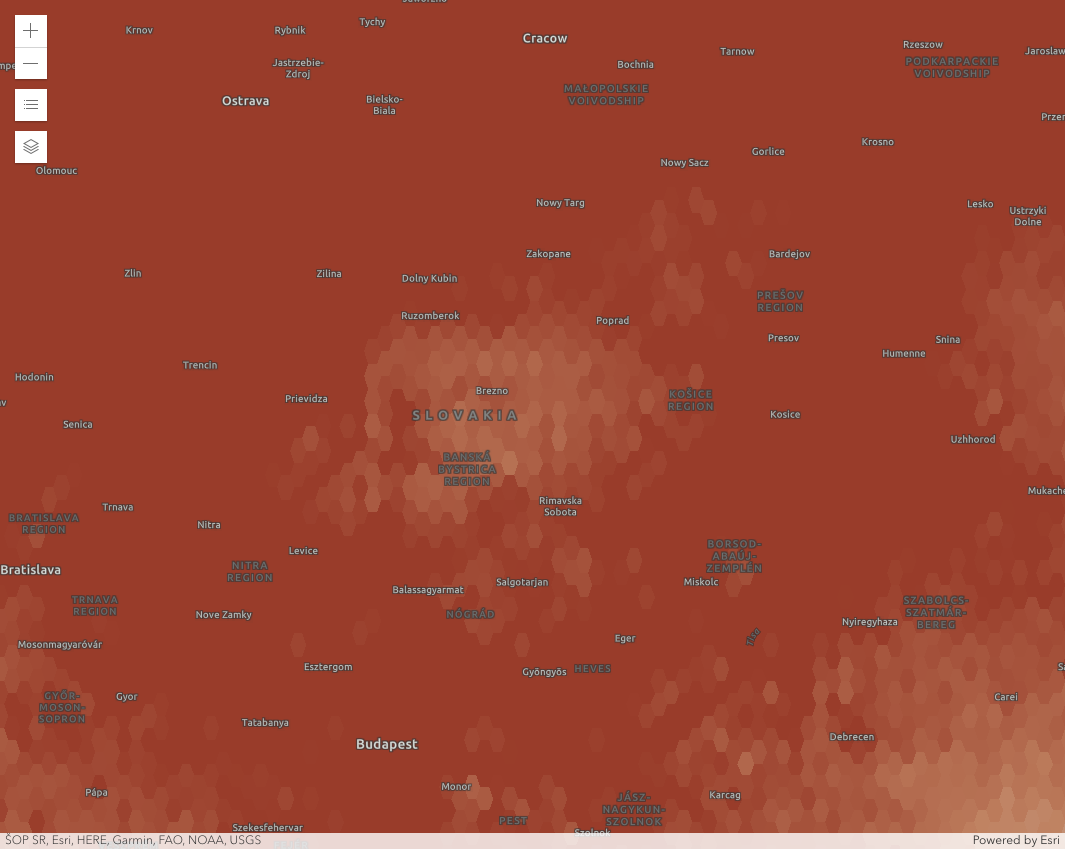 Krnov
Rybnik
Tychy
Cracow
Tarnow
Rzeszow
Jaroslaw
PODKARPACKIE
VOIVODSHIP
Jastrzebie-
Zdroj
Bochnia
MAŁOPOLSKIE
VOIVODSHIP
Ostrava
Bielsko-
Biala
Krosno
Gorlice
Nowy Sacz
Olomouc
Nowy Targ
Lesko
Ustrzyki
Dolne
Zakopane
Bardejov
Zlin
Zilina
Dolny Kubin
PREŠOV
REGION
Ruzomberok
Poprad
Presov
Snina
Humenne
Trencin
Hodonin
Brezno
Prievidza
KOŠICE
REGION
SLOVAKIA
Kosice
Senica
Uzhhorod
BANSKÁ
BYSTRICA
REGION
Mukache
Rimavska
Sobota
Trnava
BRATISLAVA
REGION
Nitra
Levice
BORSOD-
ABAÚJ-
ZEMPLÉN
Bratislava
NITRA
REGION
Miskolc
Salgotarjan
Balassagyarmat
TRNAVA
REGION
SZABOLCS-
SZATMÁR-
BEREG
Nove Zamky
NÓGRÁD
Nyiregyhaza
Mosonmagyaróvár
Eger
Esztergom
Gyöngyös
HEVES
GYŐR-
MOSON-
SOPRON
Gyor
Carei
Tatabanya
Budapest
Debrecen
Pápa
Monor
Karcag
JÁSZ-
NAGYKUN-
SZOLNOK
PEST
Szekesfehervar
Szolnok
ŠOP SR, Esri, HERE, Garmin, FAO, NOAA, USGS
Powered by Esri